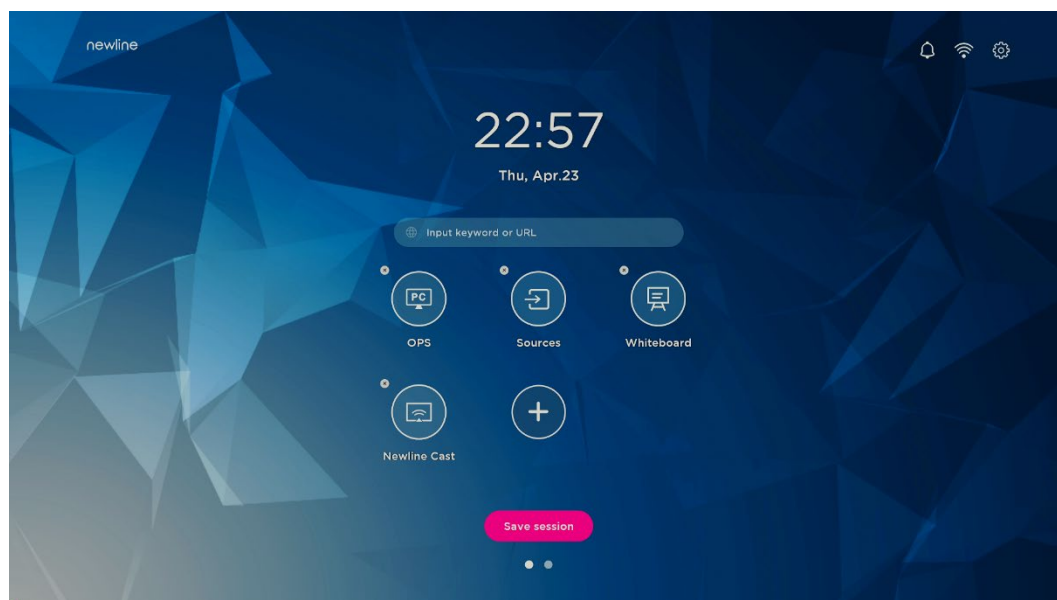 newline
22:57
Thu, Apr.23
Input keyword or URL
PC
OPS
Sources
Whiteboard
Newline Cast
Save session